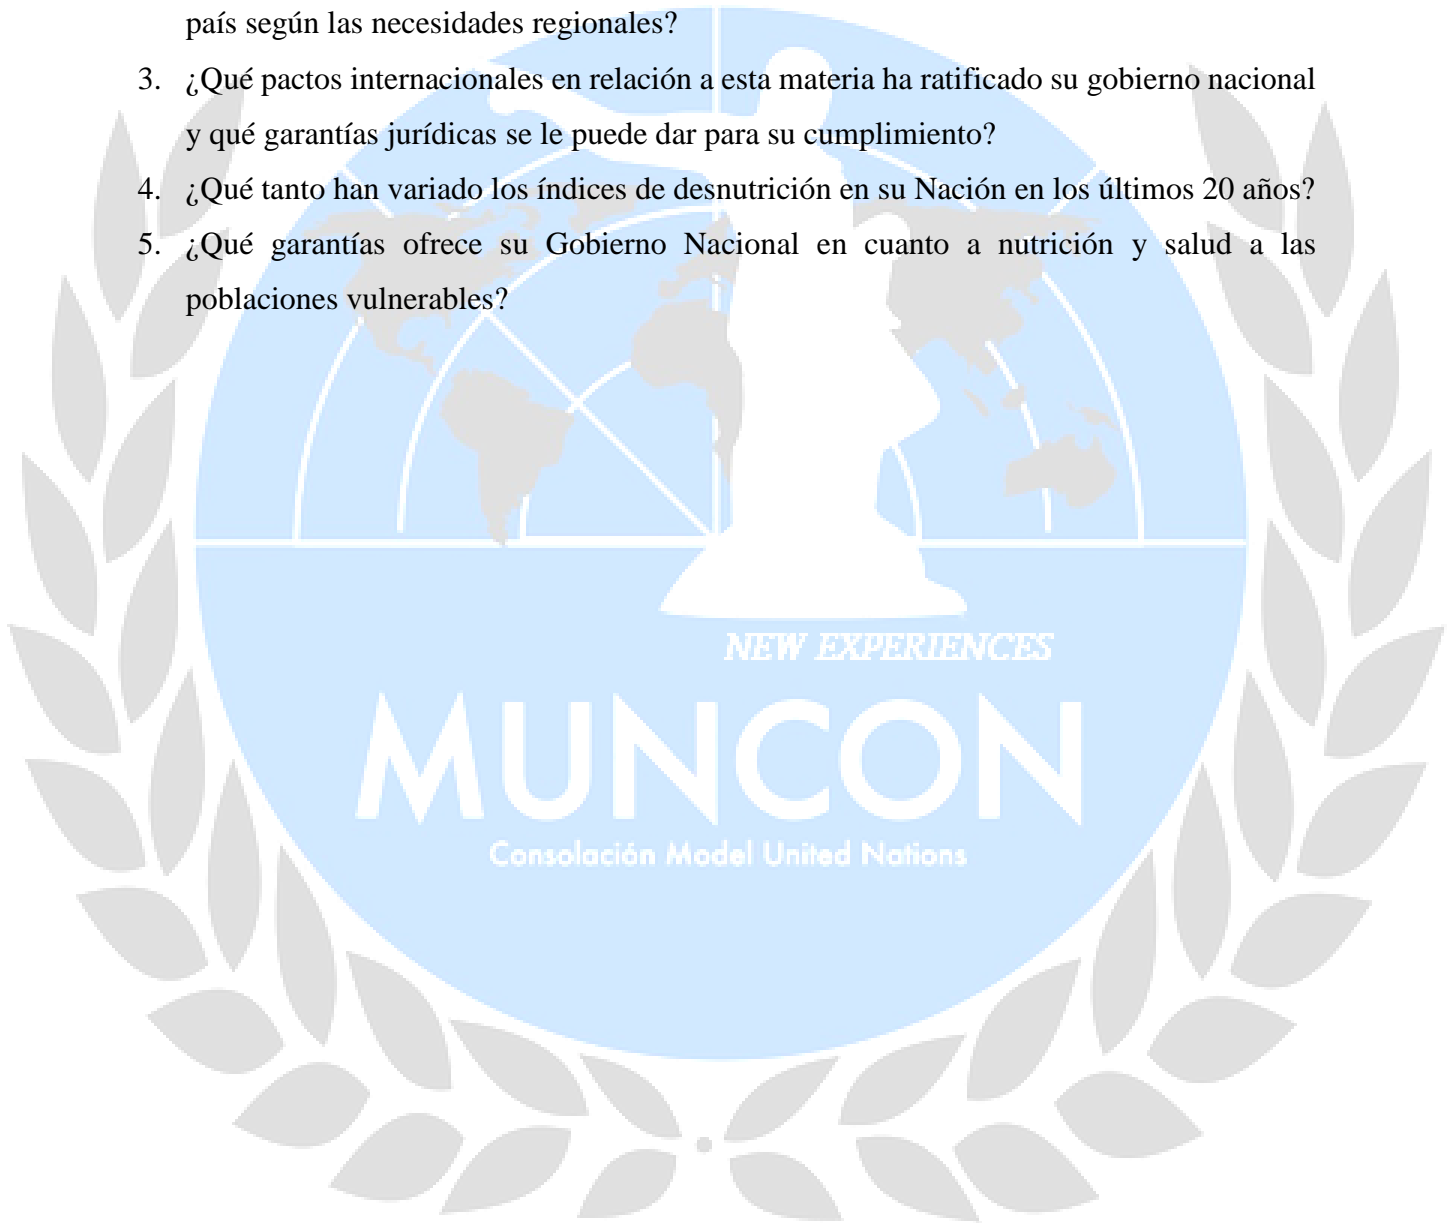 país según las necesidades regionales?
3. ¿Qué pactos internacionales en relación a esta materia ha ratificado su gobierno nacional
y qué garantías jurídicas se le puede dar para su cumplimiento?
4. ¿Qué tanto han variado los índices de desnutrición en su Nación en los últimos 20 años?
5. ¿Qué garantías ofrece su Gobierno Nacional en cuanto a nutrición y salud a las
poblaciones vulnerables?
NEW EXPERIENCES
MUNCON
Consolación Model United Nations